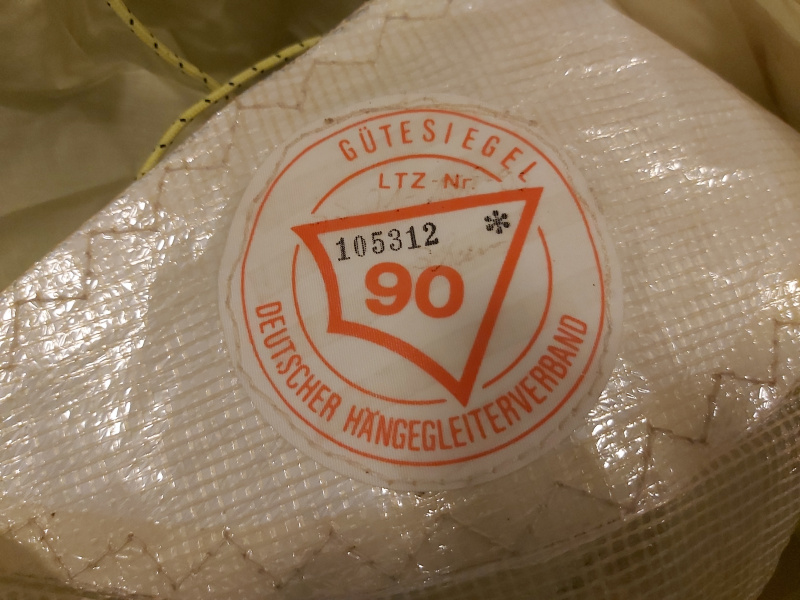 GÜTESIEGEL
LTZ-Nr.
105312 *
90
DEUTSCHER HÄNGEGLEITERVERBAND